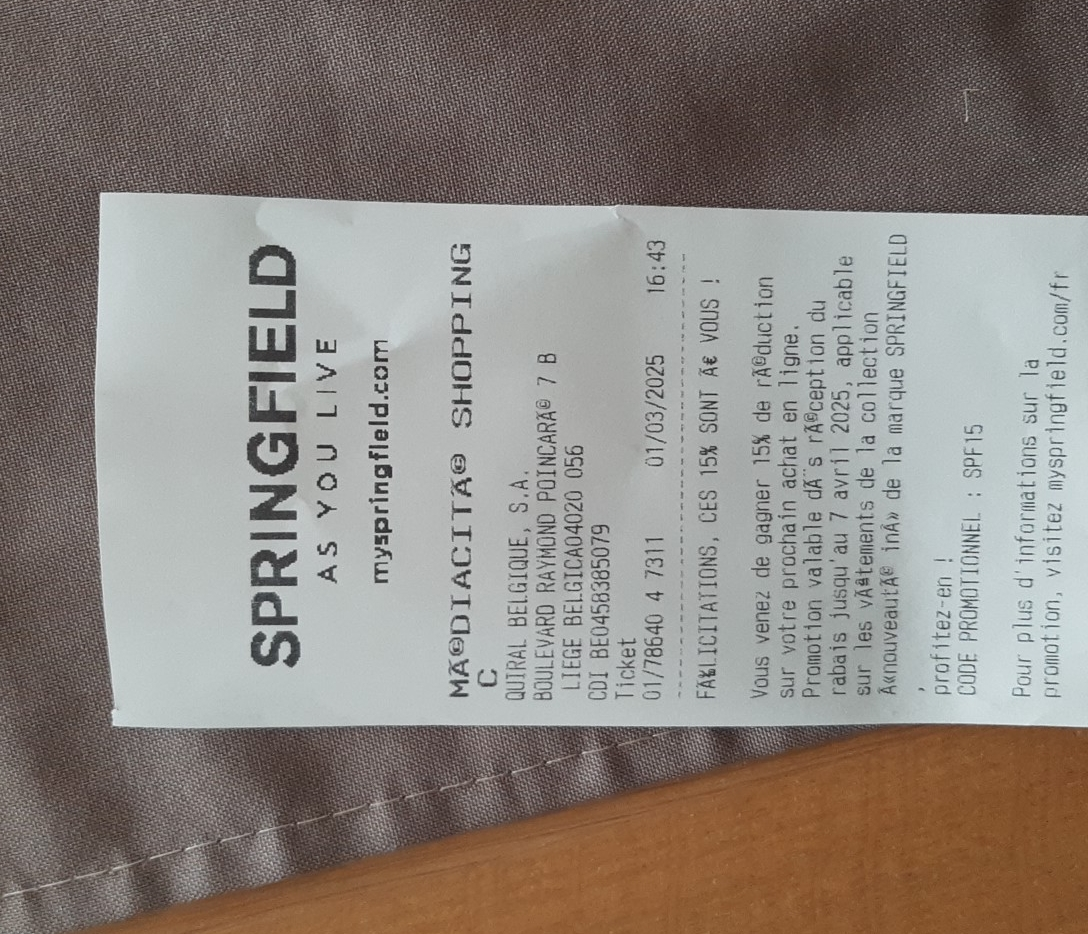 SPRINGFIELD
AS YOU LIVE
myspringfield.com
MÃ©DIACITÃ© SHOPPING
C
QUIRAL BELGIQUE, S.A.
BOULEVARD RAYMOND POINCARÃ© 7 B
LIEGE BELGICA04020 056
CDI BE0458385079
Ticket
01/78640 4 7311 01/03/2025 16:43
FÃ‰LICITATIONS, CES 15% SONT Ã€ VOUS !
Vous venez de gagner 15% de rÃ©duction
sur votre prochain achat en ligne.
Promotion valable dÃ¨s rÃ©ception du
rabais jusqu'au 7 avril 2025, applicable
sur les vÃªtements de la collection
Â«nouveautÃ© inÂ» de la marque SPRINGFIELD
,
profitez-en !
CODE PROMOTIONNEL : SPF15
Pour plus d'informations sur la
promotion, visitez myspringfield.com/fr